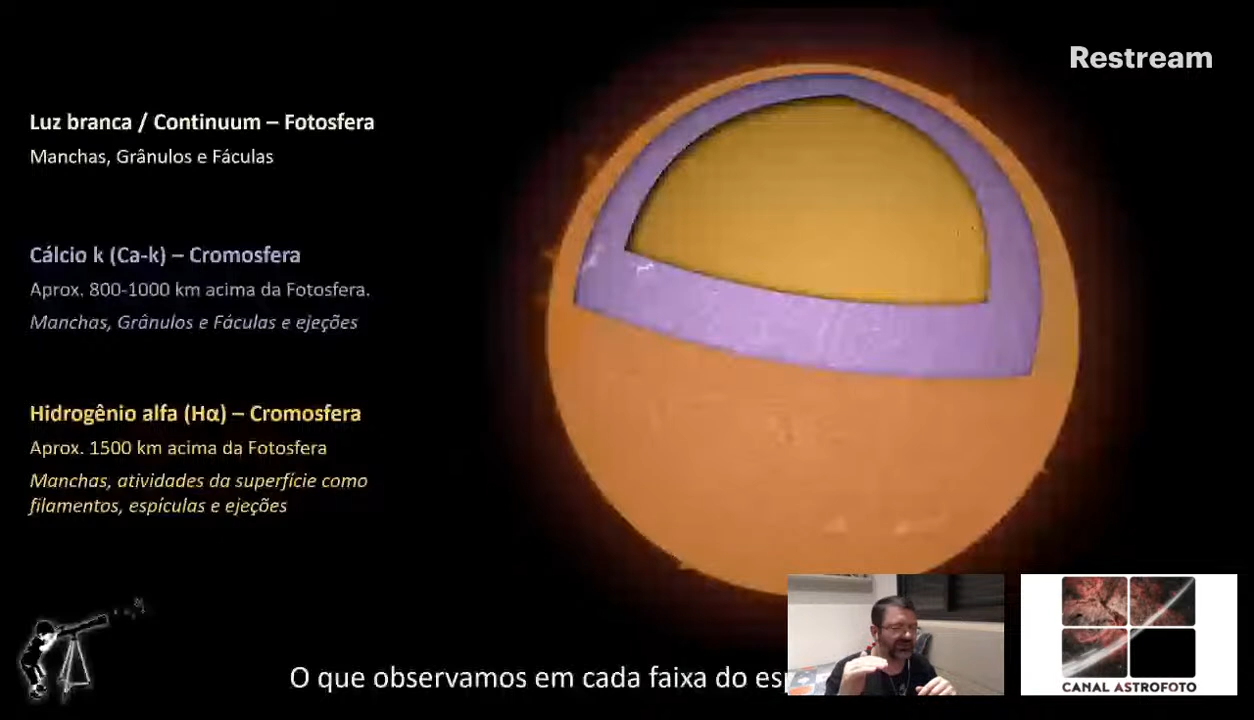 Restream
Luz branca / Continuum – Fotosfera
Manchas, Grânulos e Fáculas
Cálcio k (Ca-k) – Cromosfera
Aprox. 800-1000 km acima da Fotosfera.
Manchas, Grânulos e Fáculas e ejeções
Hidrogênio alfa (Hα) – Cromosfera
Aprox. 1500 km acima da Fotosfera
Manchas, atividades da superfície como
filamentos, espículas e ejeções
O que observamos em cada faixa do
CANAL ASTROFOTO